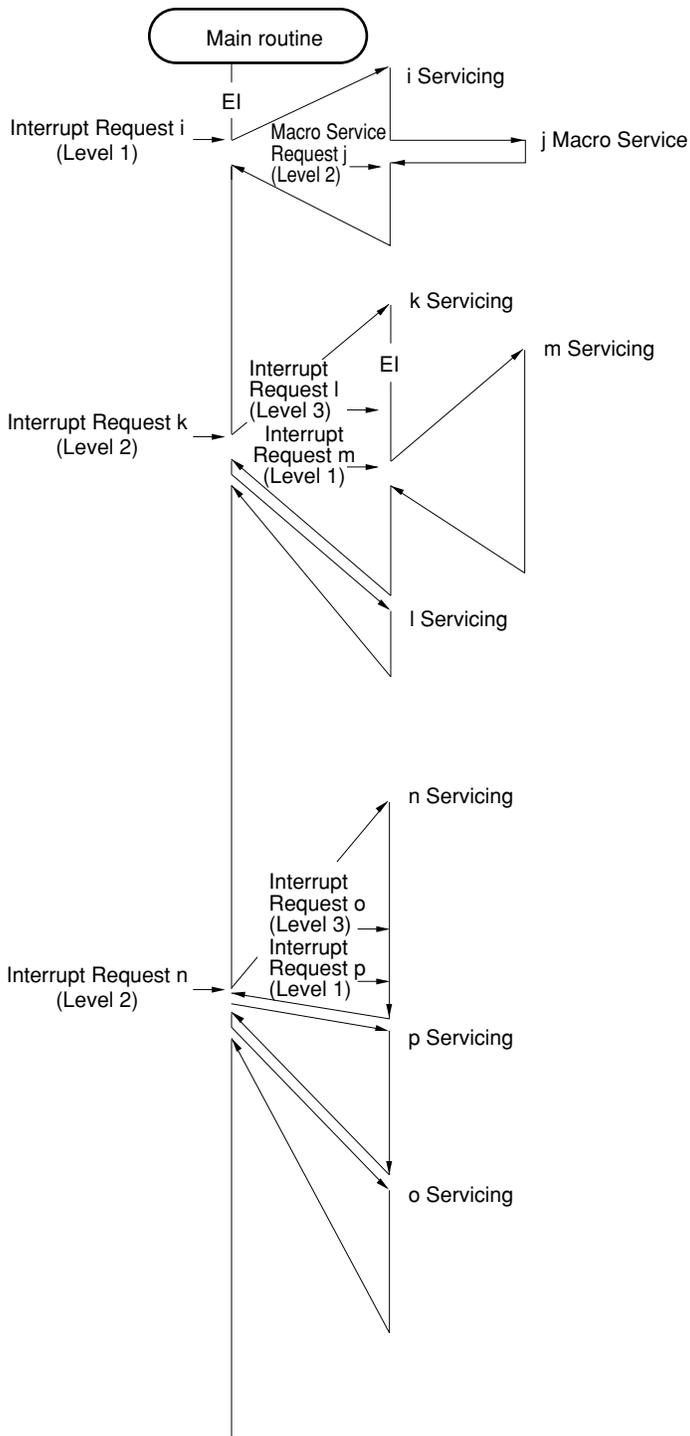 Main routine
i Servicing
EI
Interrupt Request i
(Level 1)
Macro Service
Request j
(Level 2)
j Macro Service
k Servicing
m Servicing
EI
Interrupt
Request l
(Level 3)
Interrupt Request k
(Level 2)
Interrupt
Request m
(Level 1)
l Servicing
n Servicing
Interrupt
Request o
(Level 3)
Interrupt
Request p
(Level 1)
Interrupt Request n
(Level 2)
p Servicing
o Servicing